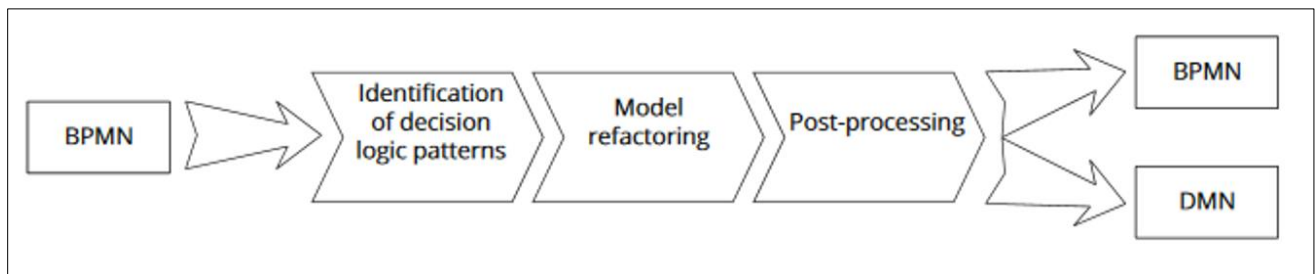 BPMN
Identification
of decision
logic patterns
Model
refactoring
Post-processing
BPMN
DMN